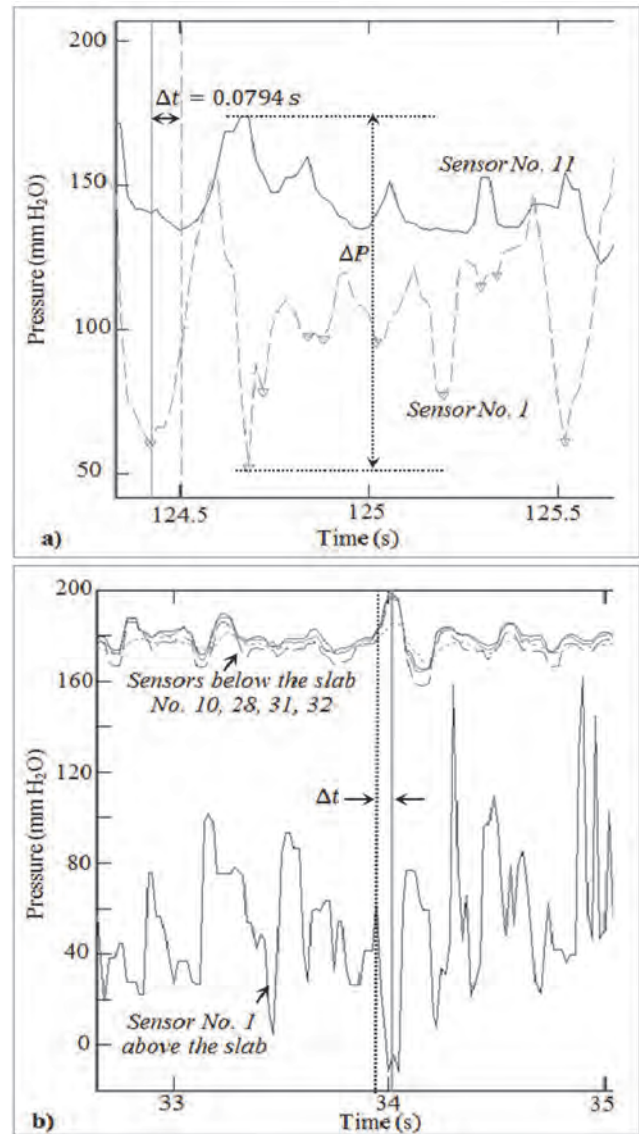 200
Δt = 0.0794 s
Sensor No. 11
150
ΔP
Pressure (mm H₂O)
100
Sensor No. 1
50
124.5
125
125.5
a)
Time (s)
200
Sensors below the slab
No. 10, 28, 31, 32
160
120
Δt
Pressure (mm H₂O)
80
40
Sensor No. 1
above the slab
0
33
34
35
b)
Time (s)